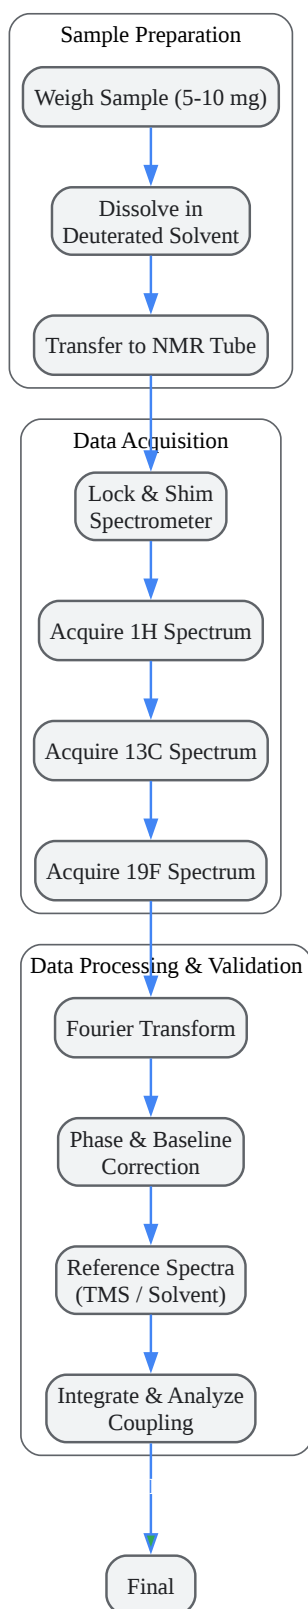 Sample Preparation
Weigh Sample (5-10 mg)
Dissolve in
Deuterated Solvent
Transfer to NMR Tube
Data Acquisition
Lock & Shim
Spectrometer
Acquire 1H Spectrum
Acquire 13C Spectrum
Acquire 19F Spectrum
Data Processing & Validation
Fourier Transform
Phase & Baseline
Correction
Reference Spectra
(TMS / Solvent)
Integrate & Analyze
Coupling
Final